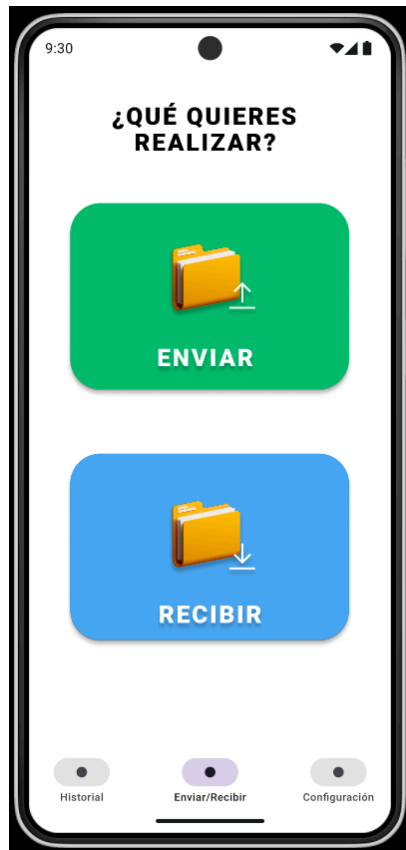 9:30
¿QUÉ QUIERES
REALIZAR?
ENVIAR
RECIBIR
Historial
Enviar/Recibir
Configuración